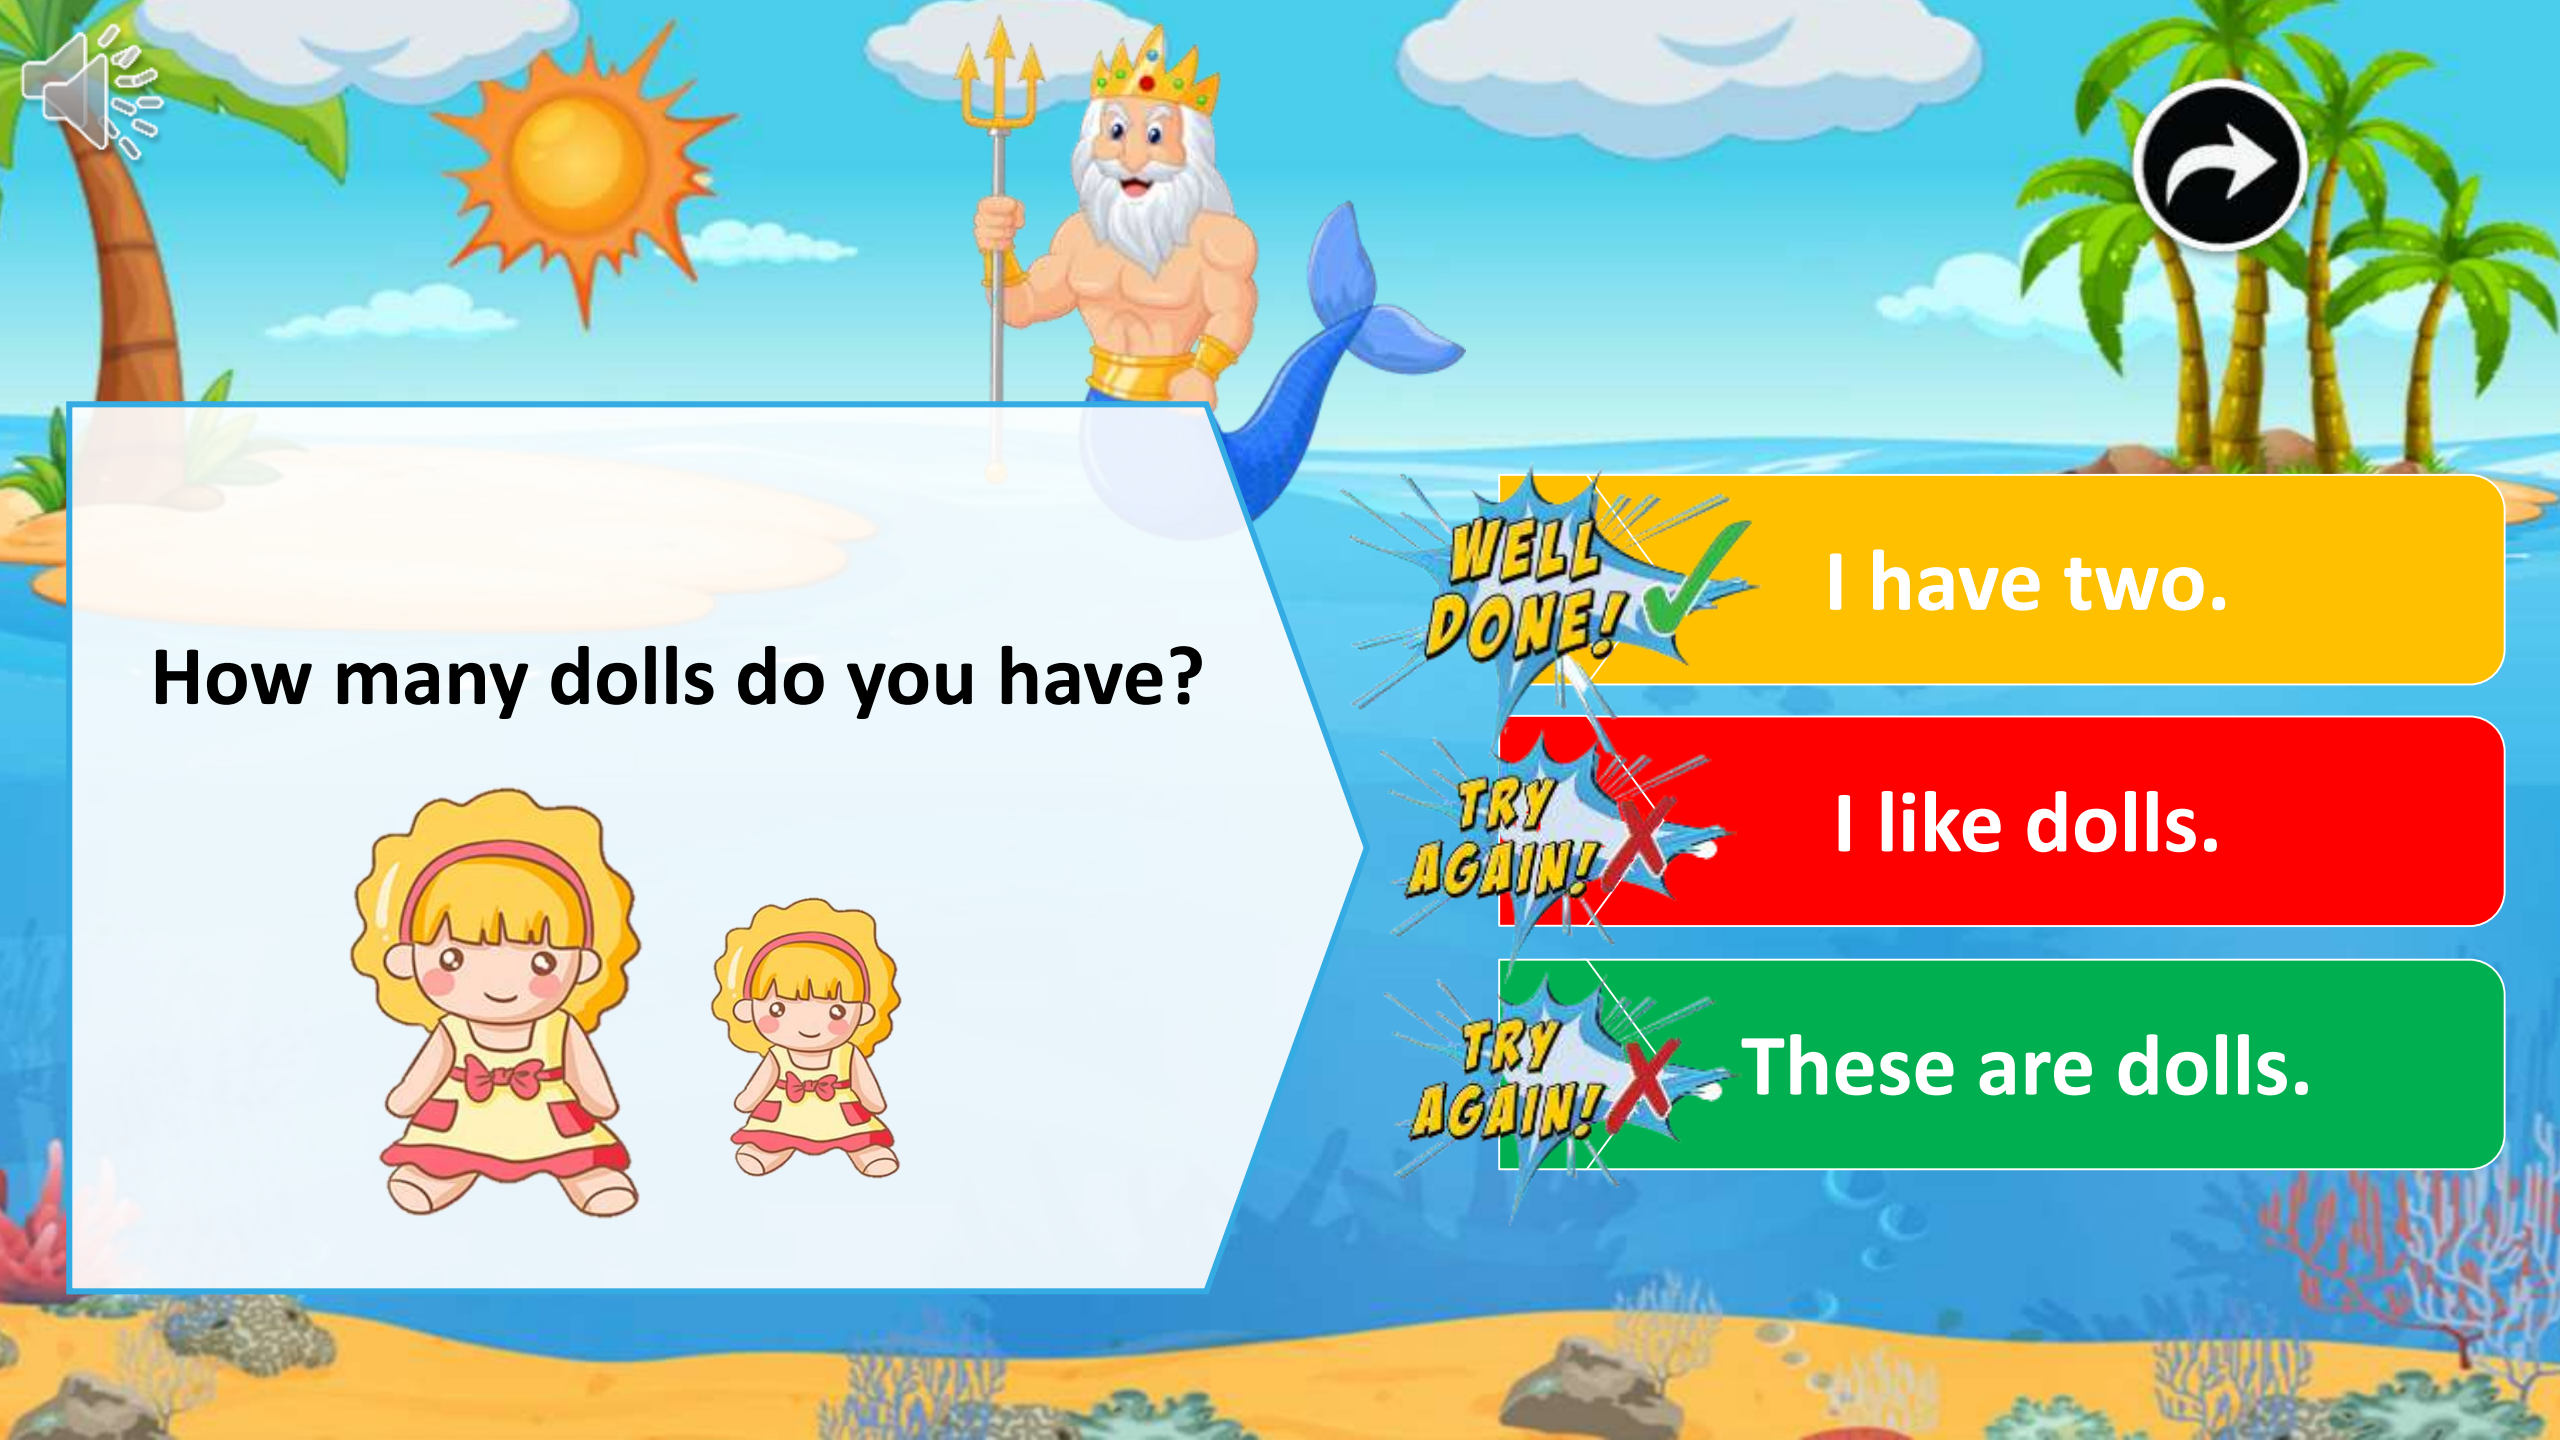 How many dolls do you have?
WELL
DONE!
I have two.
TRY
AGAIN!
I like dolls.
TRY
AGAIN!
These are dolls.